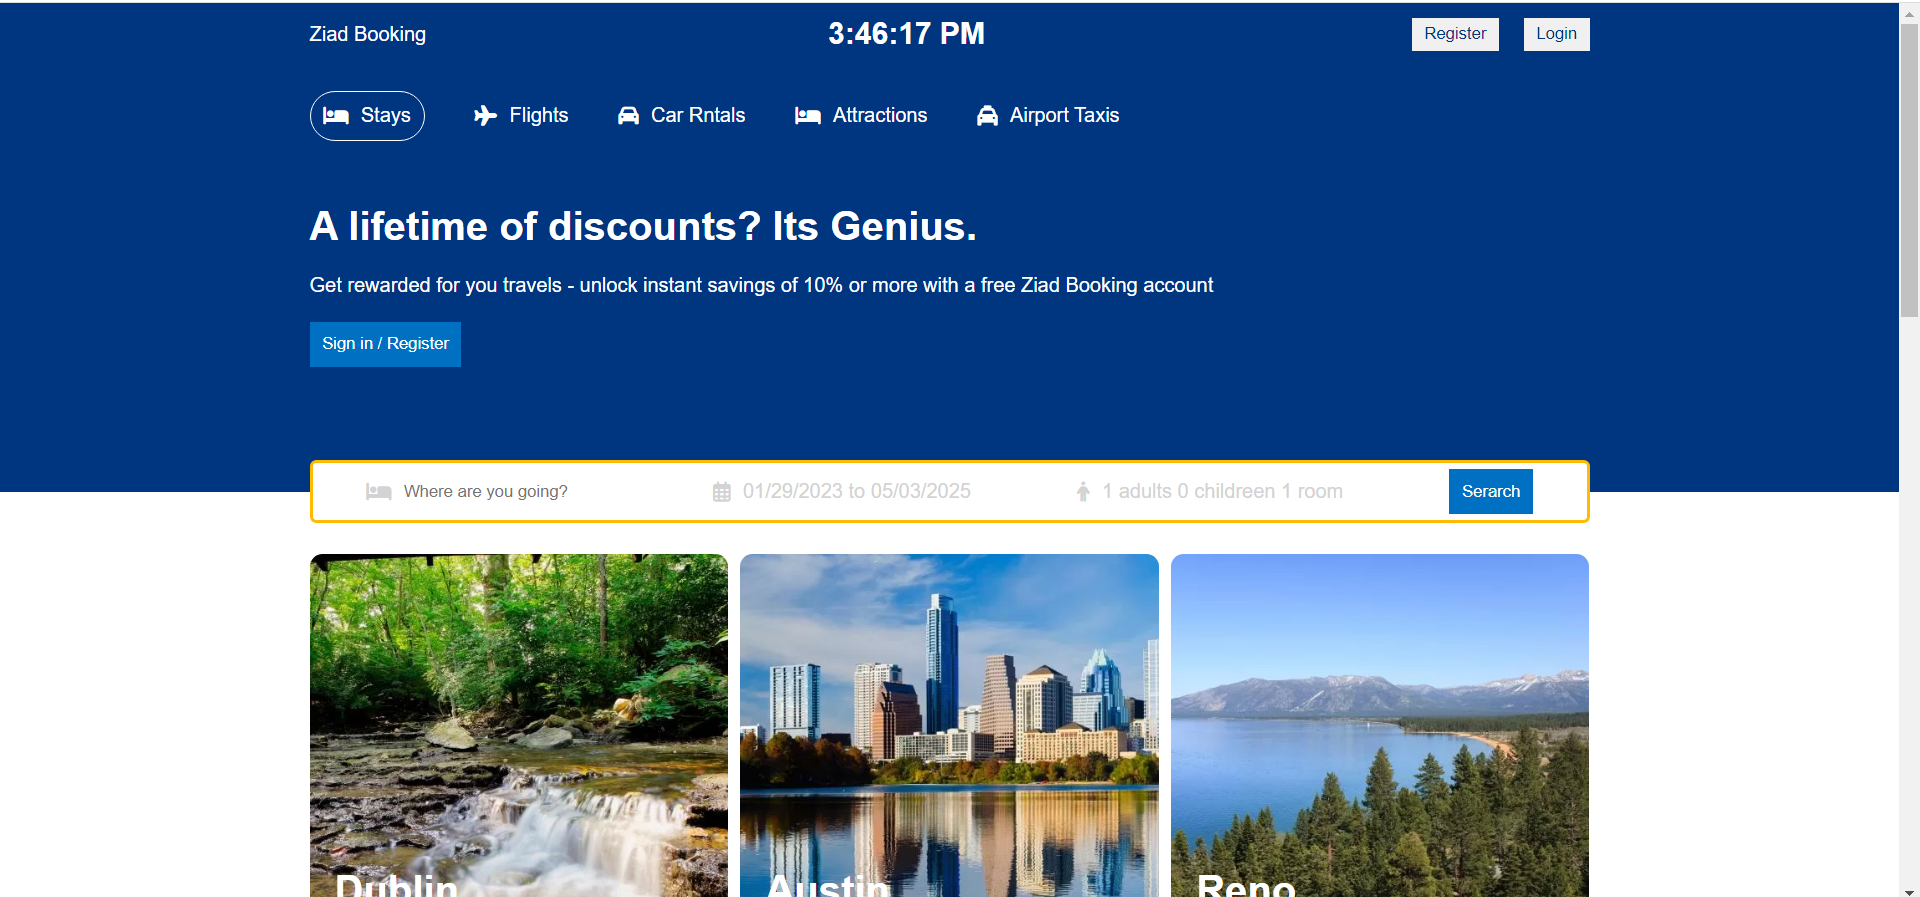 Ziad Booking
3:46:17 PM
Register
Login
Stays
Flights
Car Rntals
Attractions
Airport Taxis
A lifetime of discounts? Its Genius.
Get rewarded for you travels - unlock instant savings of 10% or more with a free Ziad Booking account
Sign in / Register
Where are you going?
01/29/2023 to 05/03/2025
1 adults 0 childreen 1 room
Serarch
Dublin
Austin
Reno